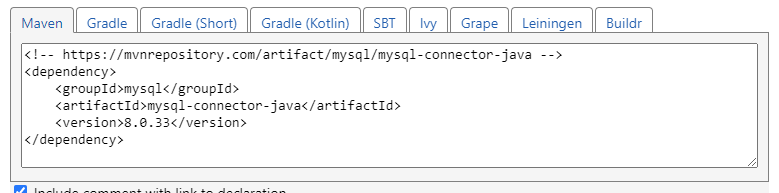 Maven Gradle Gradle (Short) Gradle (Kotlin) SBT Ivy Grape Leiningen Buildr
<!-- https://mvnrepository.com/artifact/mysql/mysql-connector-java -->
<dependency>
    <groupId>mysql</groupId>
    <artifactId>mysql-connector-java</artifactId>
    <version>8.0.33</version>
</dependency>
Include comment with link to declaration